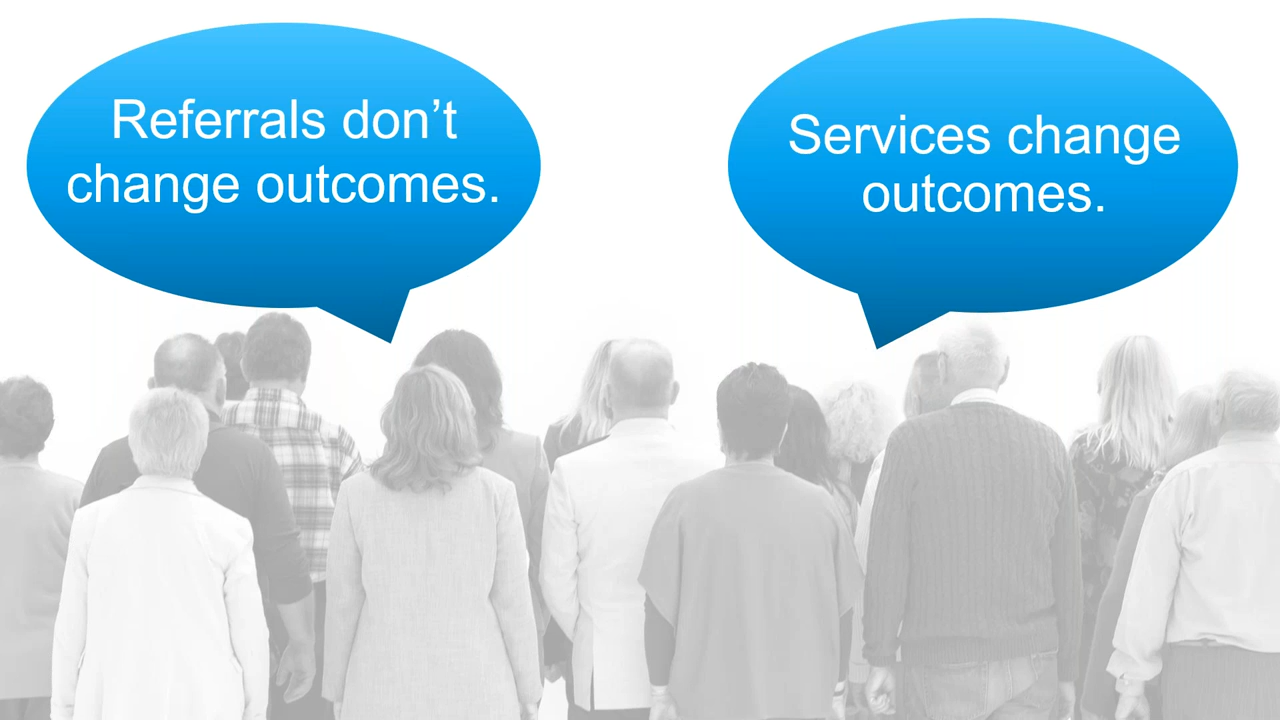 Referrals don’t
change outcomes.
Services change
outcomes.